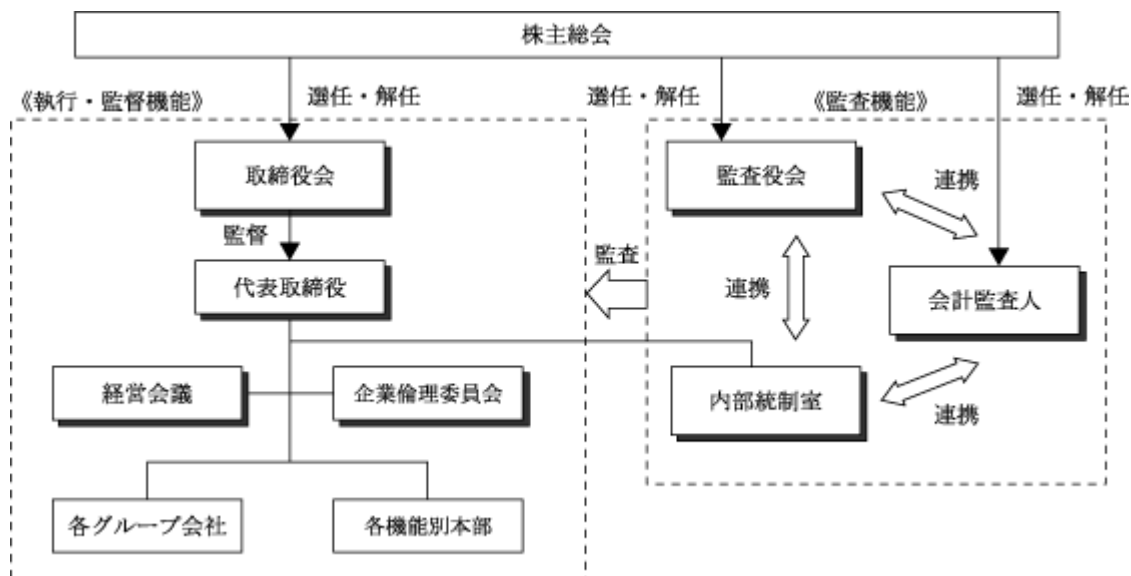 株主総会
《執行・監督機能》
選任・解任
選任・解任
《監査機能》
選任・解任
取締役会
監査役会
連携
監督
代表取締役
監査
連携
会計監査人
経営会議
企業倫理委員会
内部統制室
連携
各グループ会社
各機能別本部